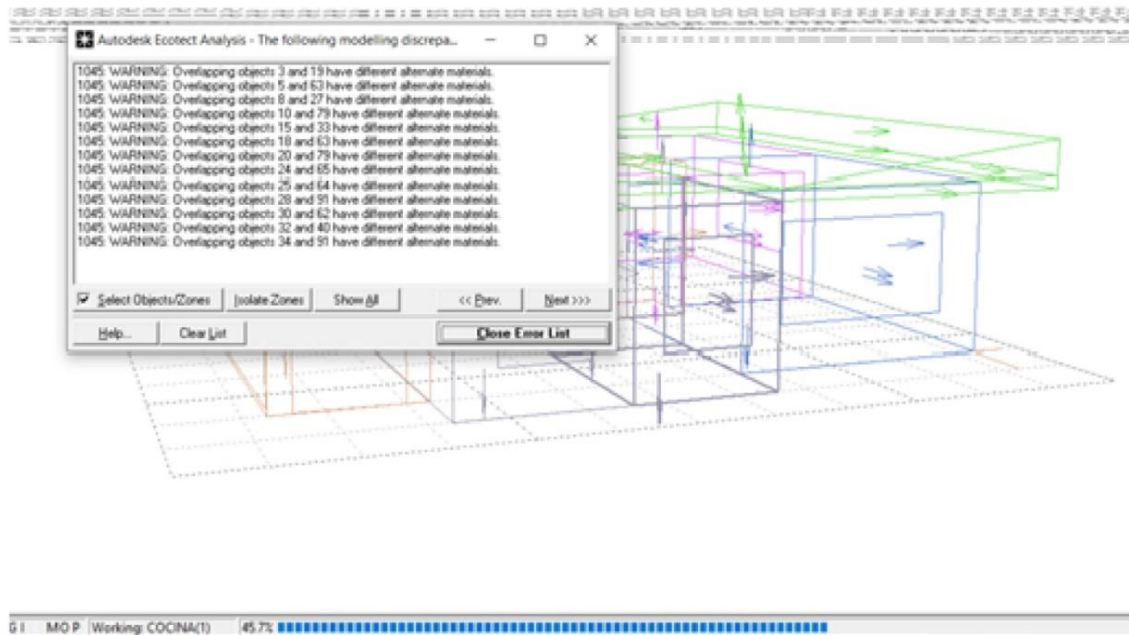 Autodesk Ecotect Analysis - The following modelling discrepa...
1045: WARNING: Overlapping objects 3 and 19 have different alternate materials.
1045: WARNING: Overlapping objects 5 and 63 have different alternate materials.
1045: WARNING: Overlapping objects 8 and 27 have different alternate materials.
1045: WARNING: Overlapping objects 10 and 79 have different alternate materials.
1045: WARNING: Overlapping objects 15 and 33 have different alternate materials.
1045: WARNING: Overlapping objects 18 and 63 have different alternate materials.
1045: WARNING: Overlapping objects 20 and 79 have different alternate materials.
1045: WARNING: Overlapping objects 24 and 65 have different alternate materials.
1045: WARNING: Overlapping objects 25 and 64 have different alternate materials.
1045: WARNING: Overlapping objects 28 and 91 have different alternate materials.
1045: WARNING: Overlapping objects 30 and 62 have different alternate materials.
1045: WARNING: Overlapping objects 32 and 40 have different alternate materials.
1045: WARNING: Overlapping objects 34 and 91 have different alternate materials.
Select Objects/Zones Isolate Zones Show All << Prev. Next >>>
Help... Clear List Close Error List
G I MO P Working: COCINA(1) 45.7%